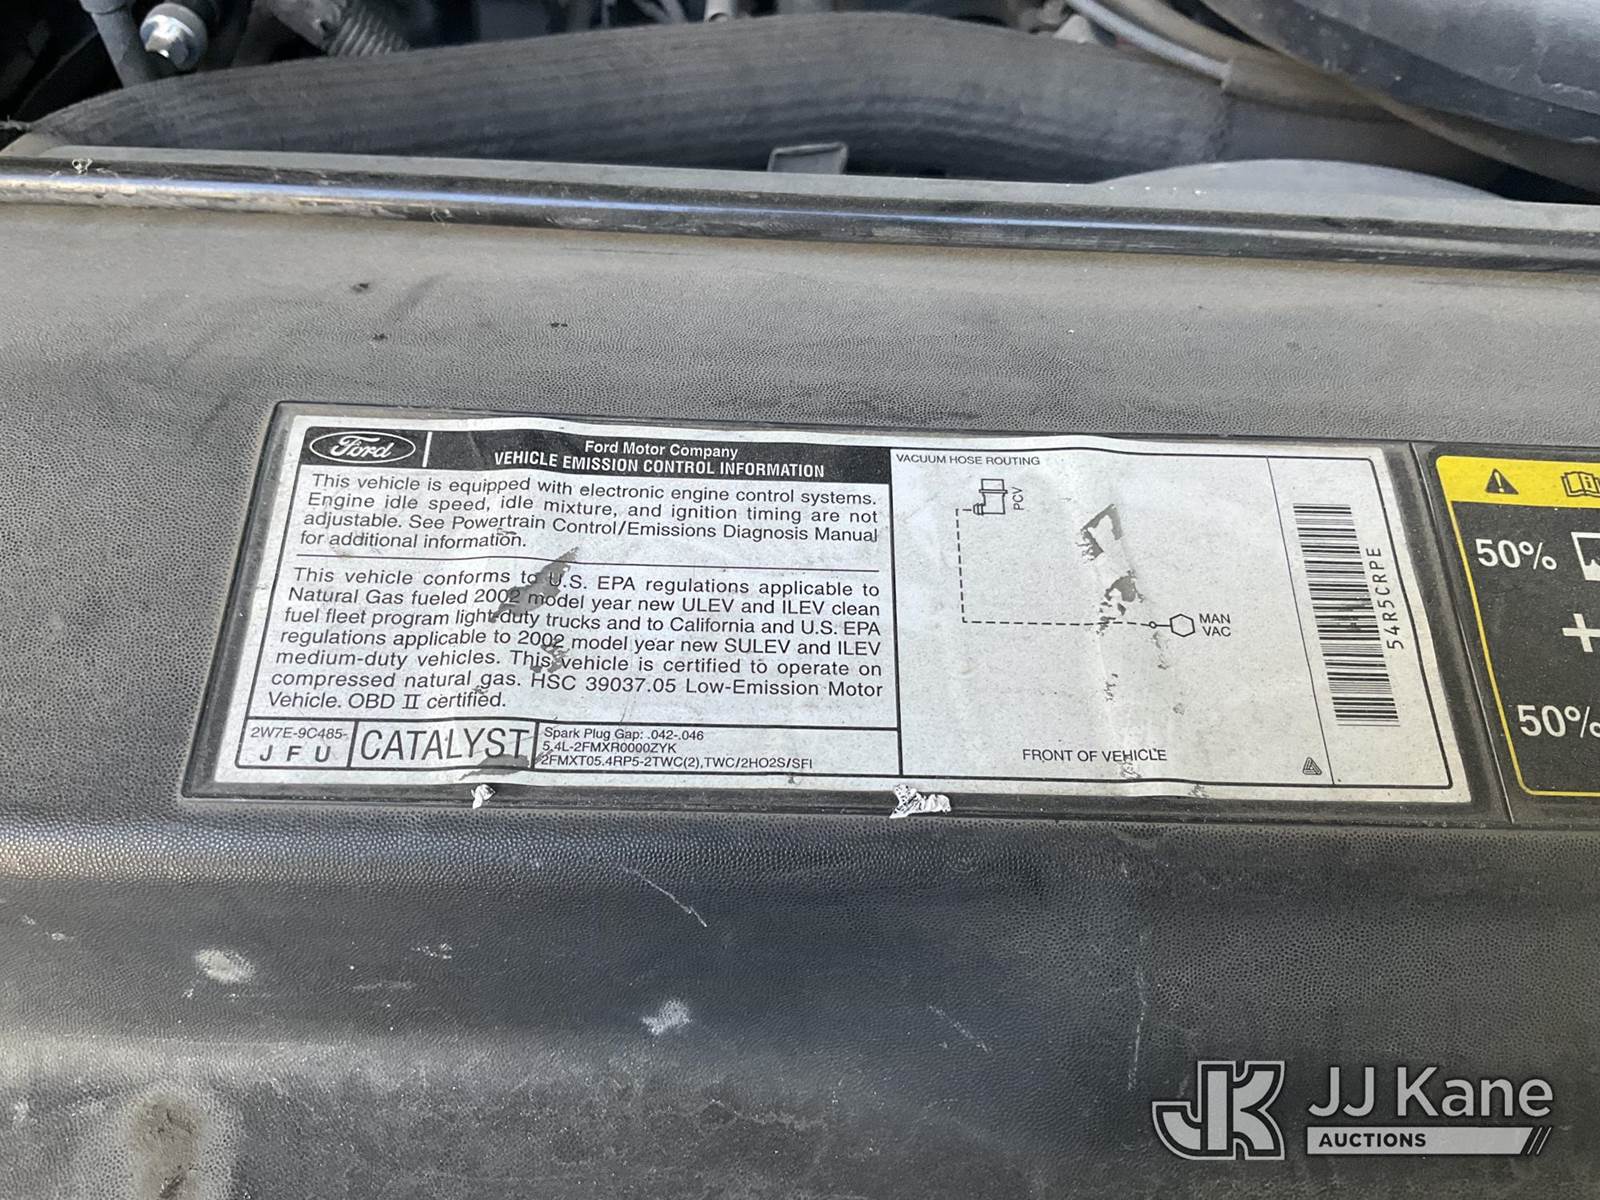 Ford
Ford Motor Company
VEHICLE EMISSION CONTROL INFORMATION
This vehicle is equipped with electronic engine control systems.
Engine idle speed, idle mixture, and ignition timing are not
adjustable. See Powertrain Control/Emissions Diagnosis Manual
for additional information.
This vehicle conforms to U.S. EPA regulations applicable to
Natural Gas fueled 2002 model year new ULEV and ILEV clean
fuel fleet program light-duty trucks and to California and U.S. EPA
regulations applicable to 2002 model year new SULEV and ILEV
medium-duty vehicles. This vehicle is certified to operate on
compressed natural gas. HSC 39037.05 Low-Emission Motor
Vehicle. OBD II certified.
2W7E-9C485-
J F U
CATALYST
Spark Plug Gap: .042-.046
5.4L-2FMXR0000ZYK
2FMXT05.4RP5-2TWC(2),TWC/2HO2S/SFI
VACUUM HOSE ROUTING
PCV
MAN
VAC
FRONT OF VEHICLE
54R5CRPE
50%
+
50%
JK
JJ Kane
AUCTIONS